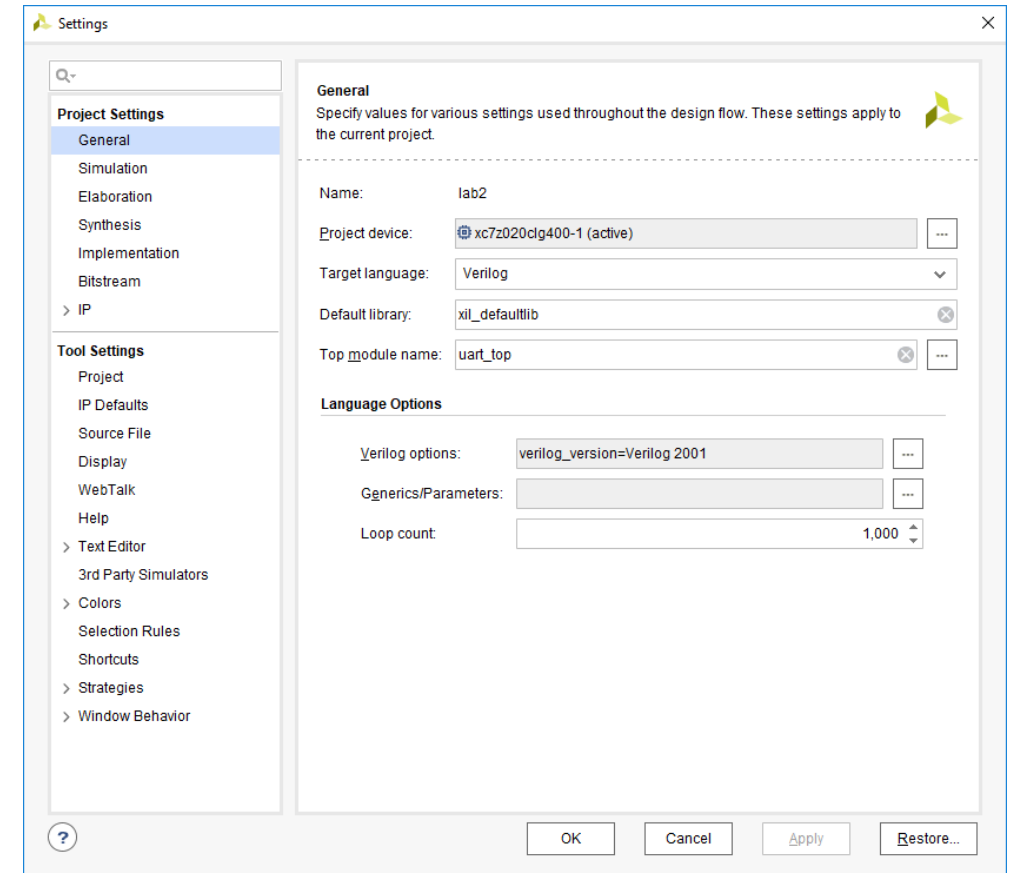 Settings
Project Settings
General
Simulation
Elaboration
Synthesis
Implementation
Bitstream
> IP
Tool Settings
Project
IP Defaults
Source File
Display
WebTalk
Help
> Text Editor
3rd Party Simulators
> Colors
Selection Rules
Shortcuts
> Strategies
> Window Behavior
General
Specify values for various settings used throughout the design flow. These settings apply to
the current project.
Name: lab2
Project device: xc7z020clg400-1 (active) ...
Target language: Verilog
Default library: xil_defaultlib
Top module name: uart_top ...
Language Options
Verilog options: verilog_version=Verilog 2001 ...
Generics/Parameters: ...
Loop count: 1,000
? OK Cancel Apply Restore...